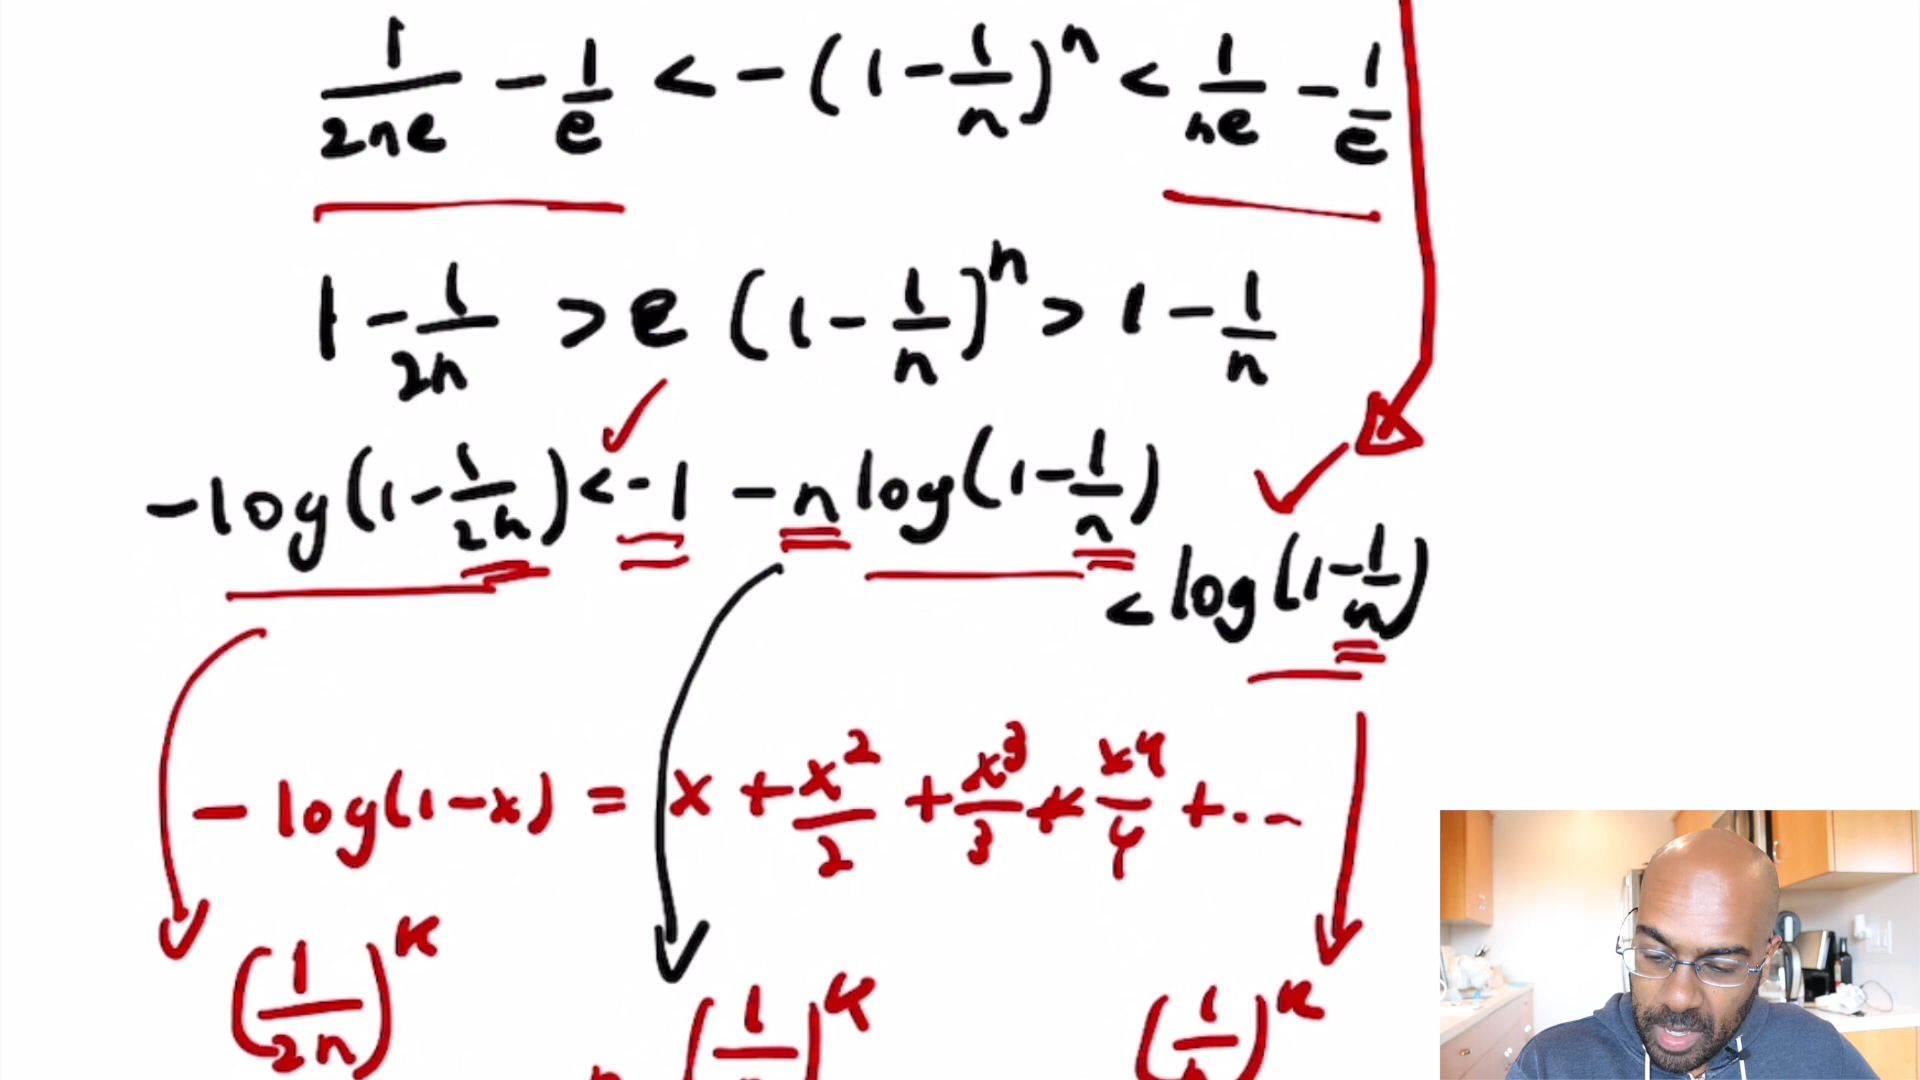 1/2ne - 1/e < -(1 - 1/n)^n < 1/ne - 1/e
1 - 1/2n > e (1 - 1/n)^n > 1 - 1/n
-log(1 - 1/2n) < -1 - n log(1 - 1/n)
< log(1 - 1/n)
- log(1-x) = x + x^2/2 + x^3/3 + x^4/4 + ...
(1/2n)^k
n (1/n)^k
(1/n)^k